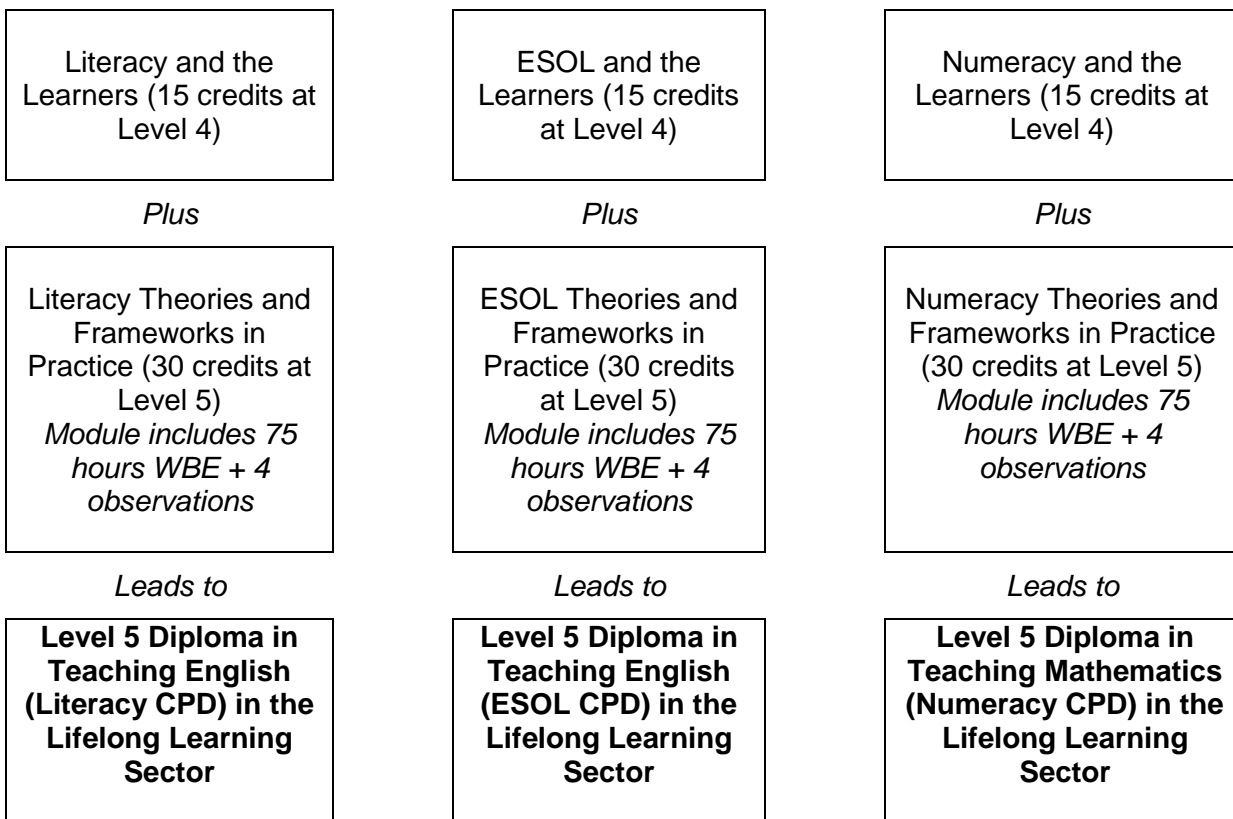 Literacy and the
Learners (15 credits at
Level 4)
ESOL and the
Learners (15 credits
at Level 4)
Numeracy and the
Learners (15 credits at
Level 4)
Plus
Plus
Plus
Literacy Theories and
Frameworks in
Practice (30 credits at
Level 5)
Module includes 75
hours WBE + 4
observations
ESOL Theories and
Frameworks in
Practice (30 credits
at Level 5)
Module includes 75
hours WBE + 4
observations
Numeracy Theories and
Frameworks in Practice
(30 credits at Level 5)
Module includes 75
hours WBE + 4
observations
Leads to
Leads to
Leads to
Level 5 Diploma in
Teaching English
(Literacy CPD) in the
Lifelong Learning
Sector
Level 5 Diploma in
Teaching English
(ESOL CPD) in the
Lifelong Learning
Sector
Level 5 Diploma in
Teaching Mathematics
(Numeracy CPD) in the
Lifelong Learning
Sector